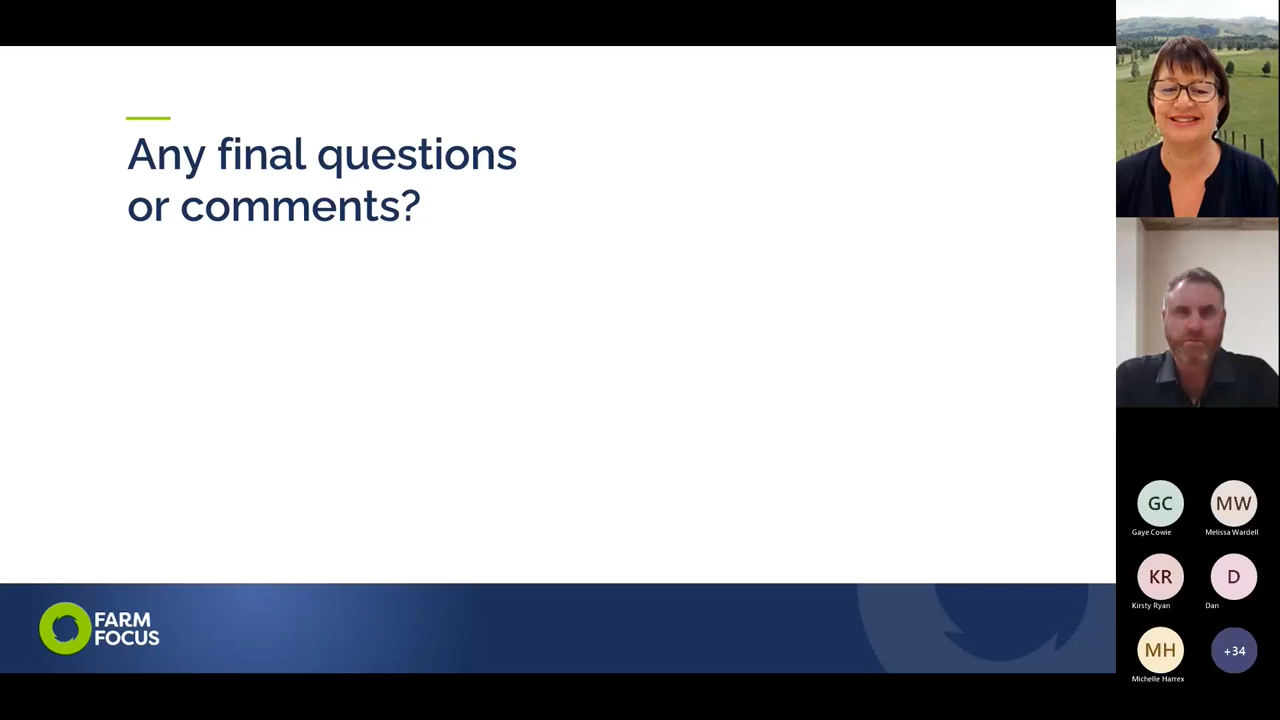 Any final questions
or comments?
FARM
FOCUS
GC
MW
Gaye Cowie
Melissa Wardell
KR
D
Kirsty Ryan
Dan
MH
+34
Michelle Harrex